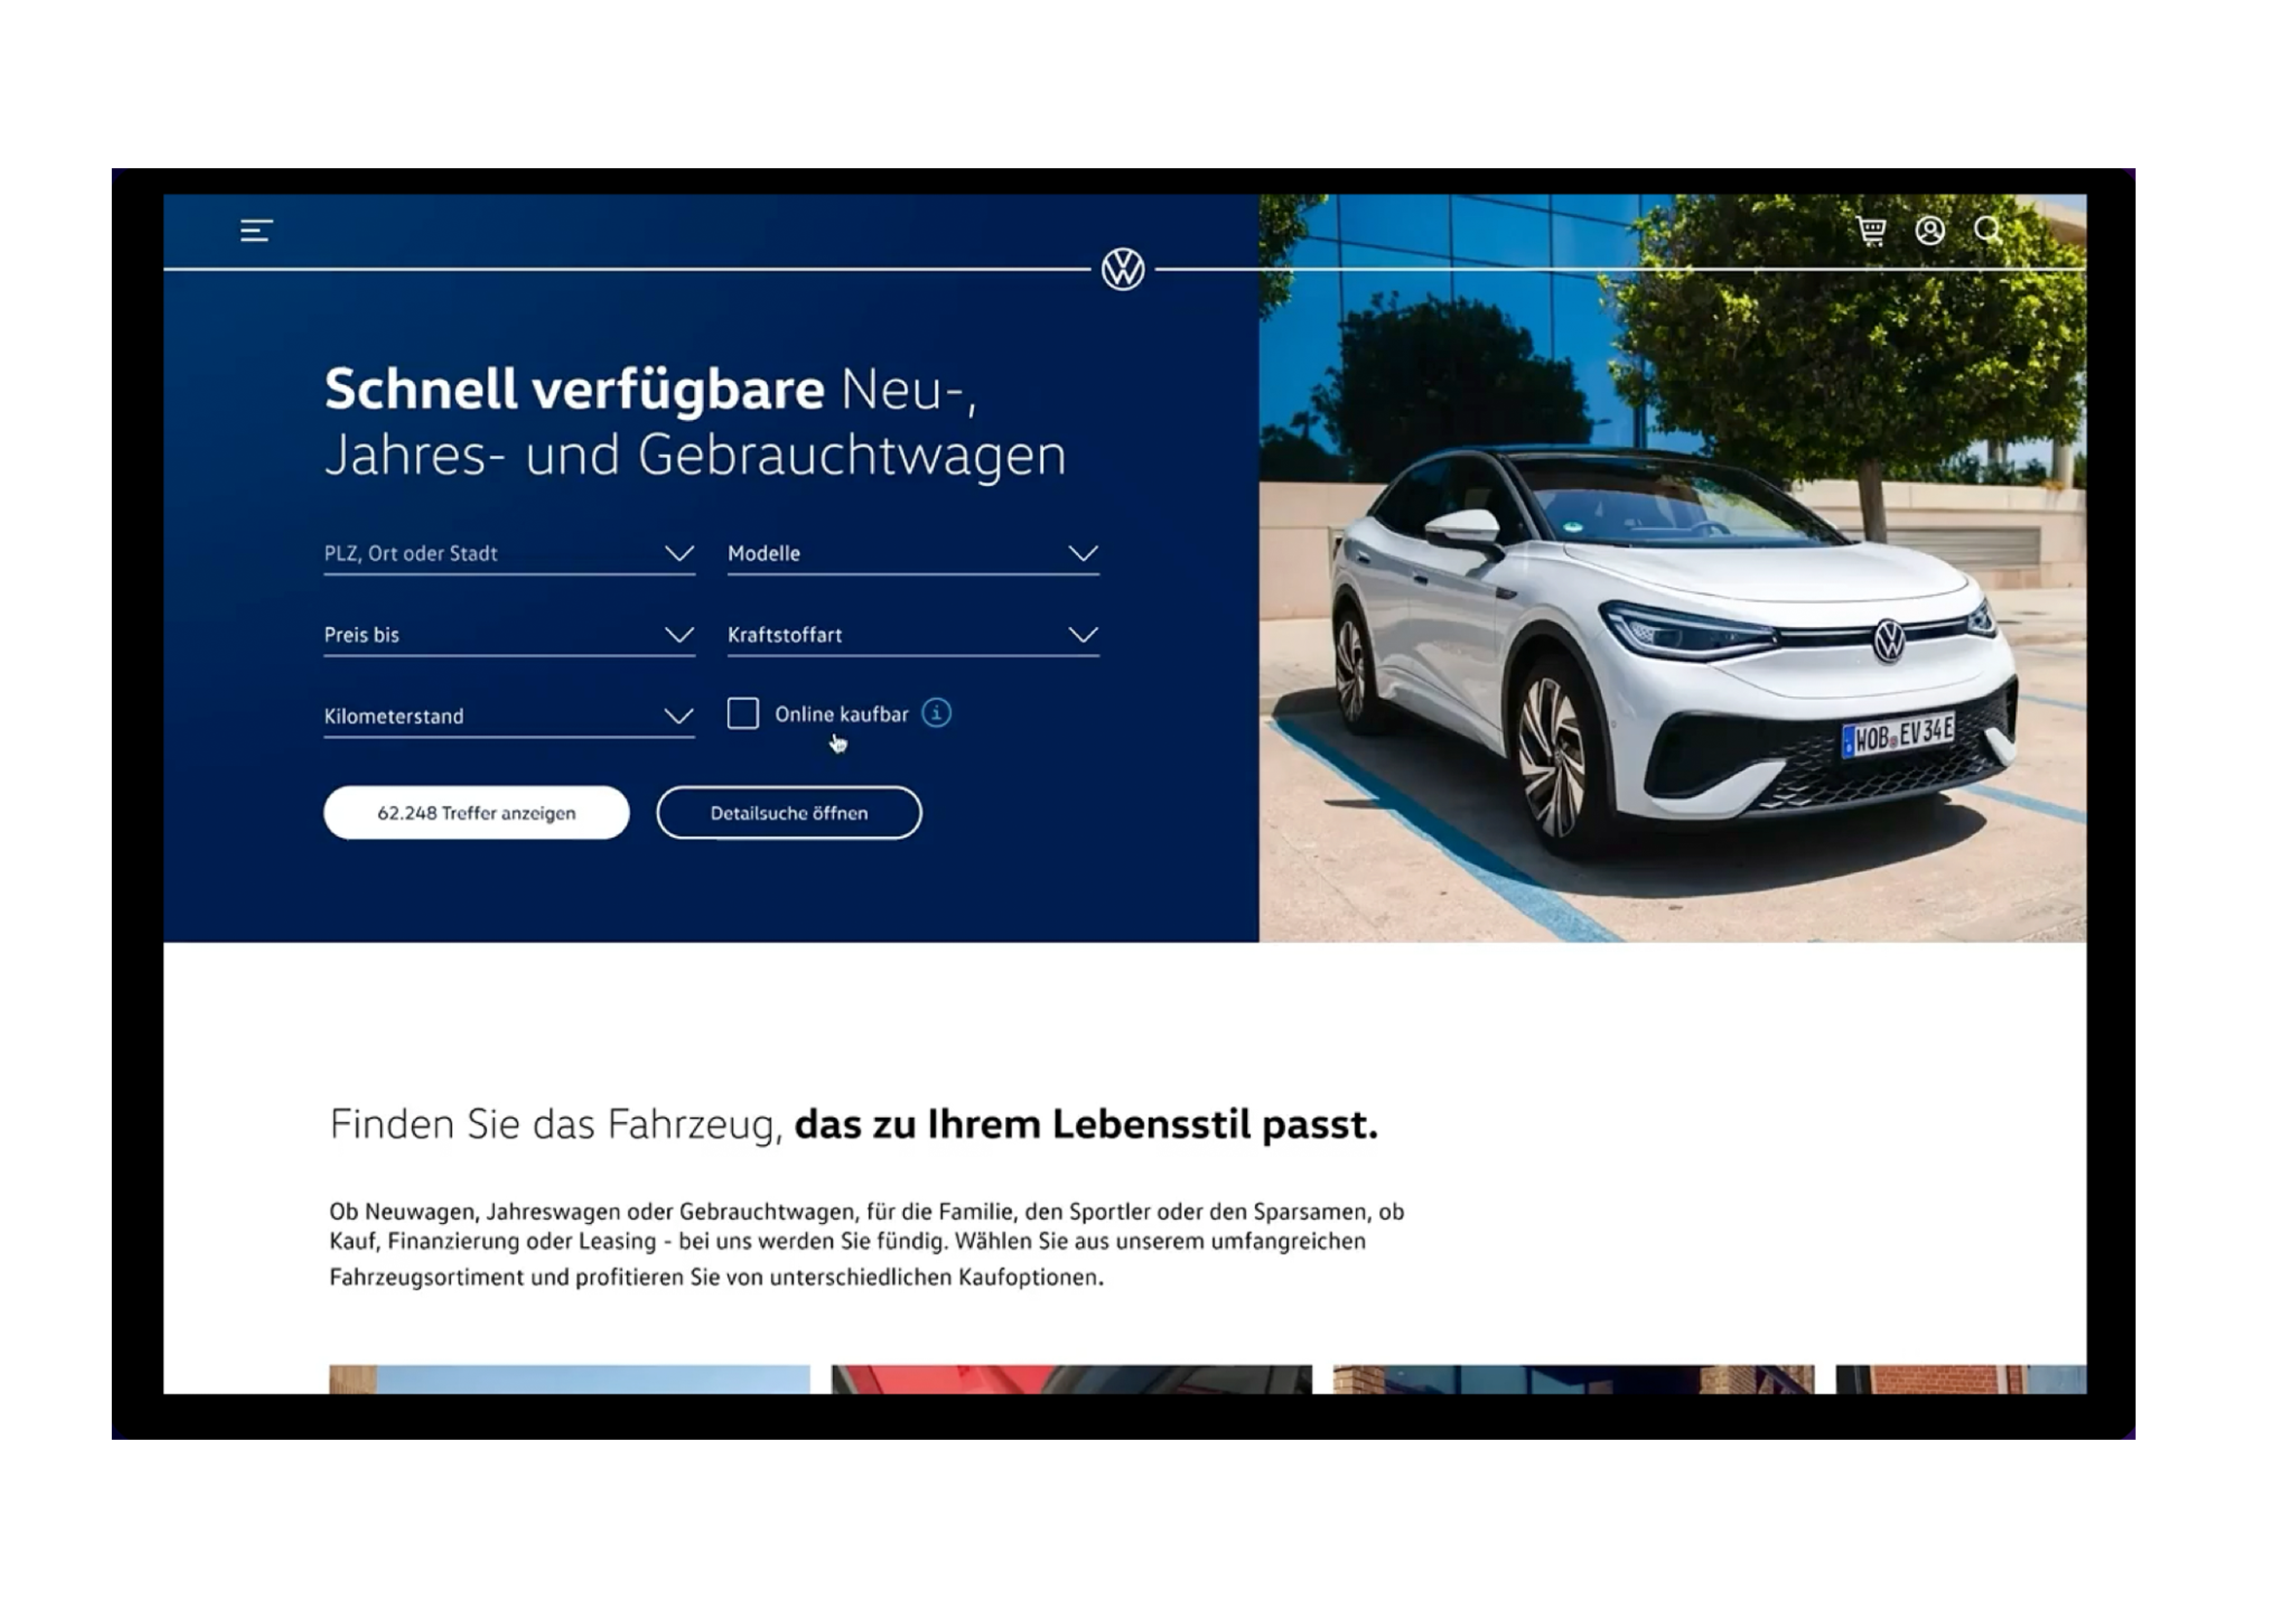 Schnell verfügbare Neu-,
Jahres- und Gebrauchtwagen
PLZ, Ort oder Stadt
Modelle
Preis bis
Kraftstoffart
Kilometerstand
Online kaufbar
62.248 Treffer anzeigen
Detailsuche öffnen
WOB EV 34E
Finden Sie das Fahrzeug, das zu Ihrem Lebensstil passt.
Ob Neuwagen, Jahreswagen oder Gebrauchtwagen, für die Familie, den Sportler oder den Sparsamen, ob
Kauf, Finanzierung oder Leasing - bei uns werden Sie fündig. Wählen Sie aus unserem umfangreichen
Fahrzeugsortiment und profitieren Sie von unterschiedlichen Kaufoptionen.